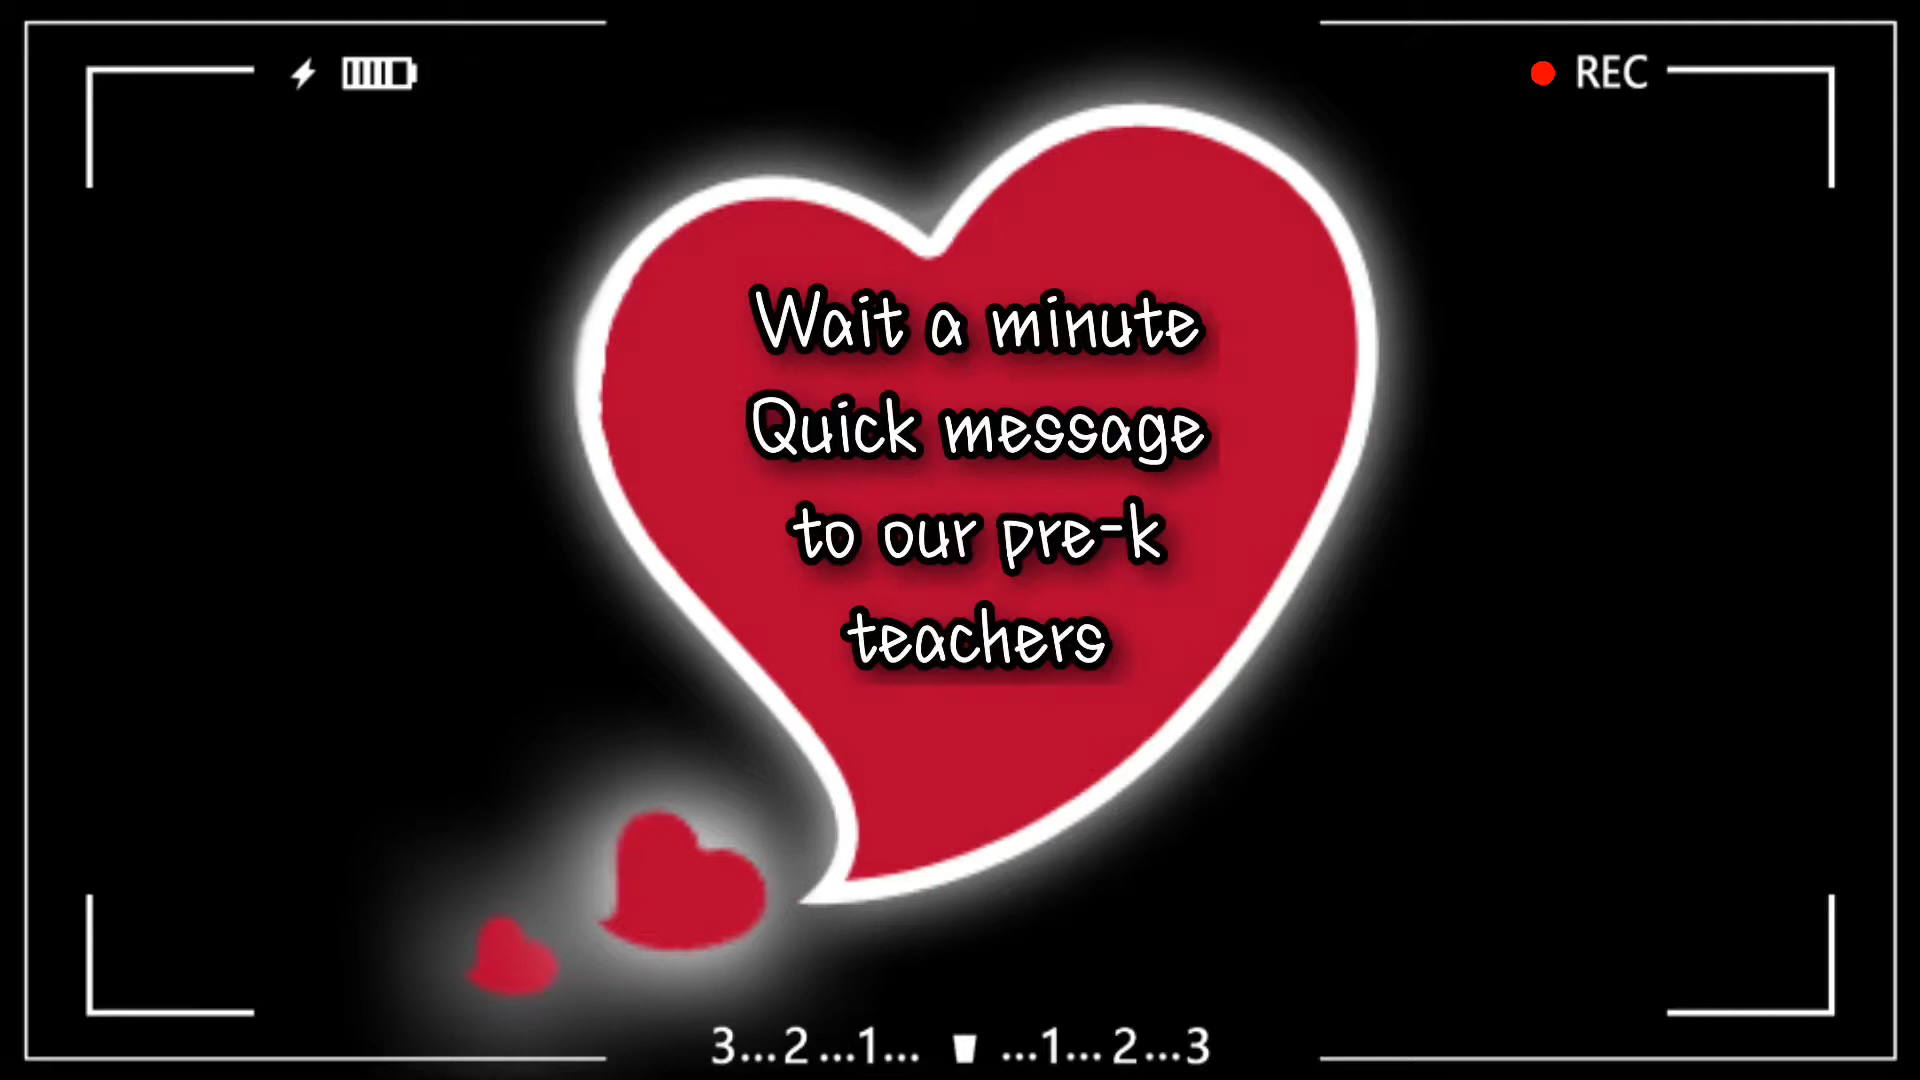 REC
Wait a minute
Quick message
to our pre-k
teachers
3...2...1... ...1...2...3